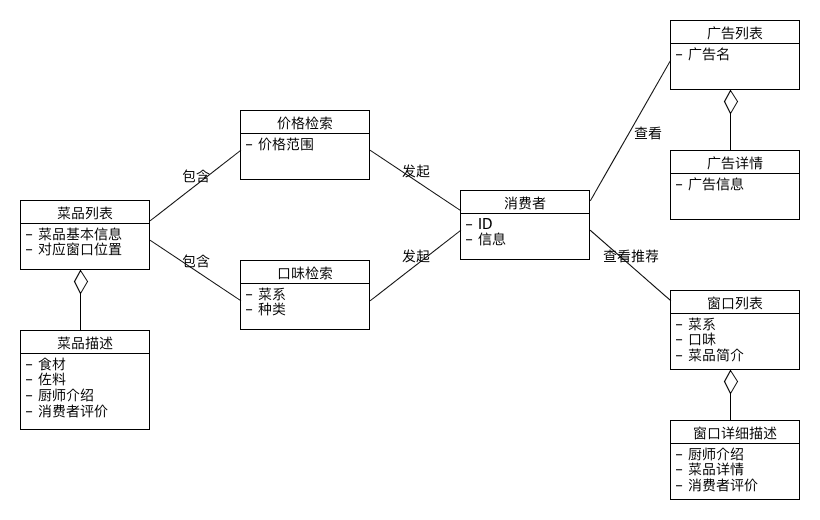 广告列表
- 广告名
价格检索
- 价格范围
查看
广告详情
- 广告信息
包含
发起
菜品列表
- 菜品基本信息
- 对应窗口位置
消费者
- ID
- 信息
包含
发起
查看推荐
口味检索
- 菜系
- 种类
窗口列表
- 菜系
- 口味
- 菜品简介
菜品描述
- 食材
- 佐料
- 厨师介绍
- 消费者评价
窗口详细描述
- 厨师介绍
- 菜品详情
- 消费者评价